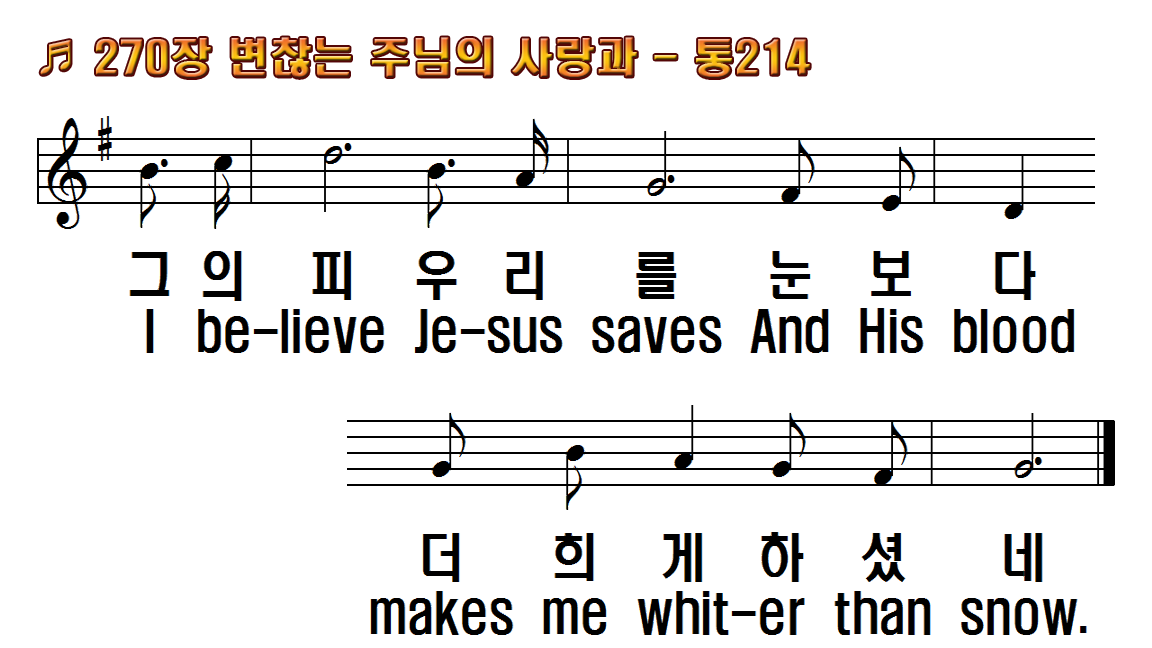 ♬ 270장 변찮는 주님의 사랑과 - 통214
그 의 피 우 리 를 눈 보 다
I be-lieve Je-sus saves And His blood
더 희 게 하 셨 네
makes me whit-er than snow.